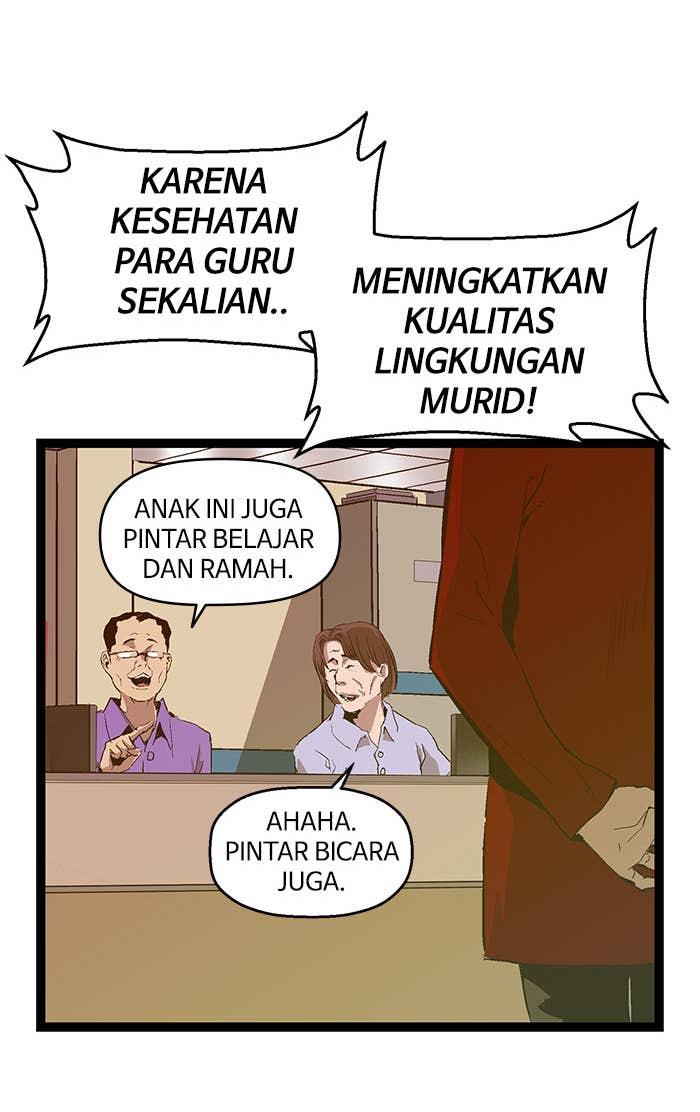 KARENA
KESEHATAN
PARA GURU
SEKALIAN..
MENINGKATKAN
KUALITAS
LINGKUNGAN
MURID!
ANAK INI JUGA
PINTAR BELAJAR
DAN RAMAH.
AHAHA.
PINTAR BICARA
JUGA.